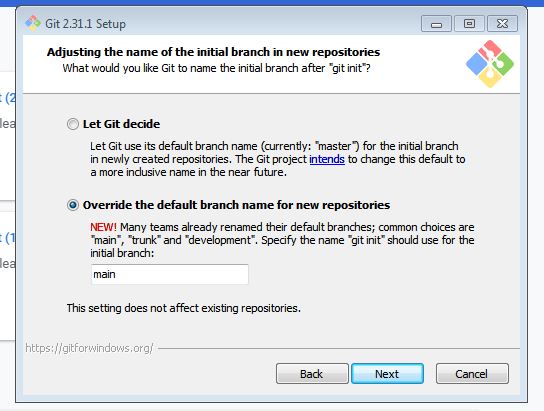 Git 2.31.1 Setup
Adjusting the name of the initial branch in new repositories
What would you like Git to name the initial branch after "git init"?
Let Git decide
Let Git use its default branch name (currently: "master") for the initial branch
in newly created repositories. The Git project intends to change this default to
a more inclusive name in the near future.
Override the default branch name for new repositories
NEW! Many teams already renamed their default branches; common choices are
"main", "trunk" and "development". Specify the name "git init" should use for the
initial branch:
main
This setting does not affect existing repositories.
https://gitforwindows.org/
Back
Next
Cancel